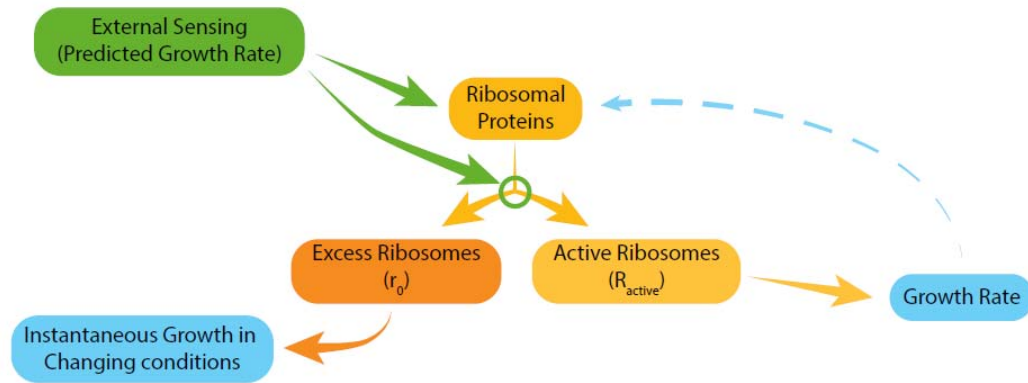 External Sensing
(Predicted Growth Rate)
Ribosomal
Proteins
Excess Ribosomes
(r₀)
Active Ribosomes
(Ractive)
Growth Rate
Instantaneous Growth in
Changing conditions